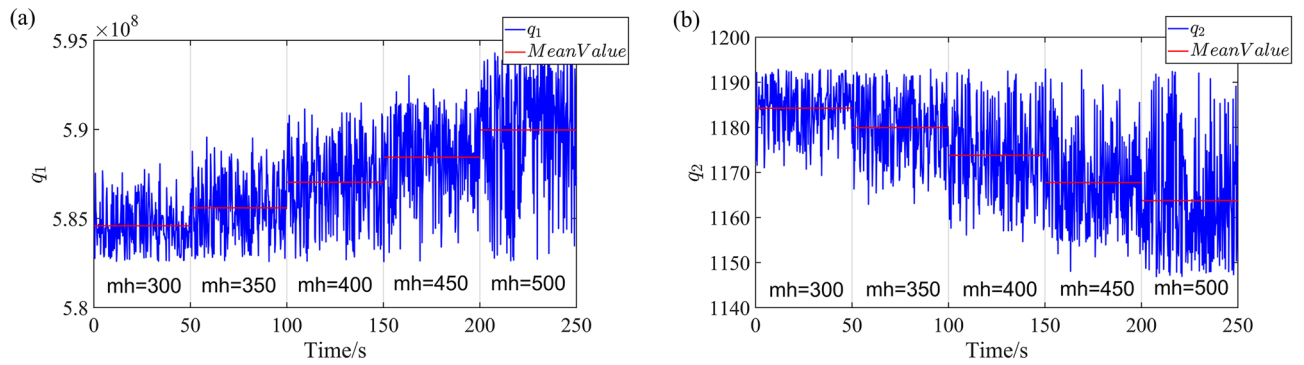 (a)
×10⁸
q₁
MeanValue
5.95
5.9
5.85
5.8
q₁
mh=300 mh=350 mh=400 mh=450 mh=500
0 50 100 150 200 250
Time/s
(b)
q₂
MeanValue
1200
1190
1180
1170
1160
1150
1140
q₂
mh=300 mh=350 mh=400 mh=450 mh=500
0 50 100 150 200 250
Time/s